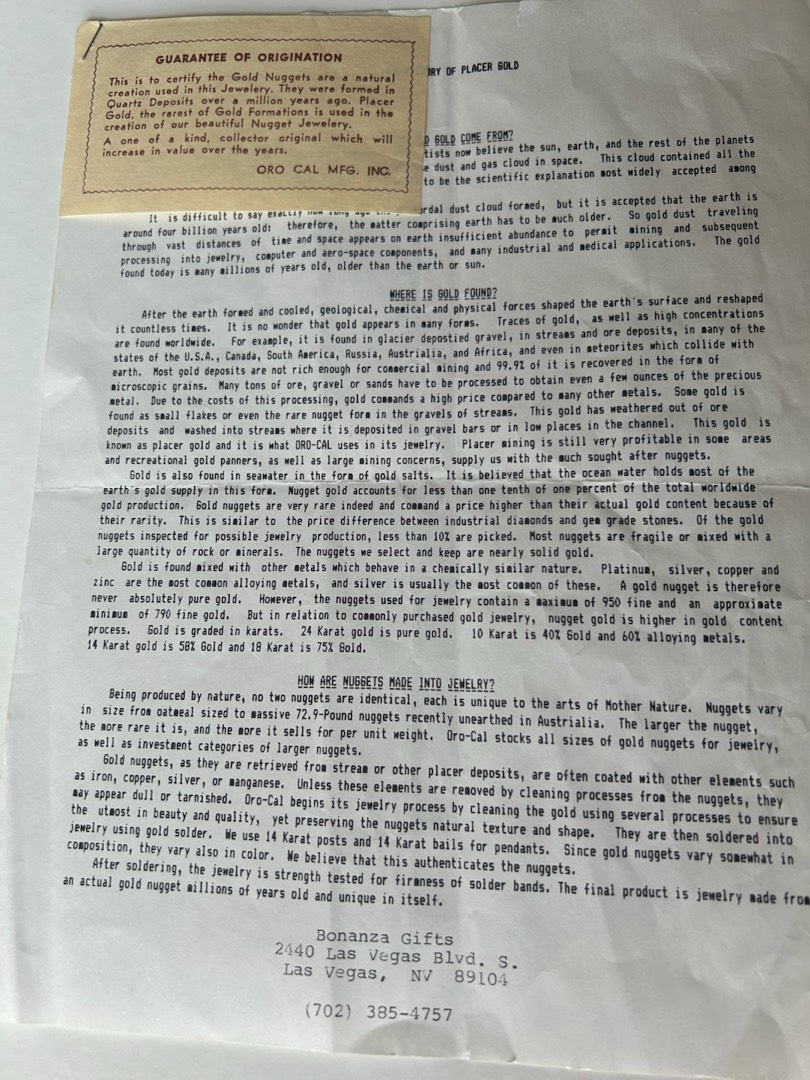 GUARANTEE OF ORIGINATION
This is to certify the Gold Nuggets are a natural
creation used in this Jewelery. They were formed in
Quartz Deposits over a million years ago. Placer
Gold, the rarest of Gold Formations is used in the
creation of our beautiful Nugget Jewelery.
A one of a kind, collector original which will
increase in value over the years.
ORO CAL MFG. INC.
ORY OF PLACER GOLD
D GOLD COME FROM?
tists now believe the sun, earth, and the rest of the planets
e dust and gas cloud in space. This cloud contained all the
to be the scientific explanation most widely accepted among
It is difficult to say exactly how long ago the ordal dust cloud formed, but it is accepted that the earth is
around four billion years old: therefore, the matter comprising earth has to be much older. So gold dust traveling
through vast distances of time and space appears on earth insufficient abundance to permit mining and subsequent
processing into jewelry, computer and aero-space components, and many industrial and medical applications. The gold
found today is many millions of years old, older than the earth or sun.
WHERE IS GOLD FOUND?
After the earth formed and cooled, geological, chemical and physical forces shaped the earth's surface and reshaped
it countless times. It is no wonder that gold appears in many forms. Traces of gold, as well as high concentrations
are found worldwide. For example, it is found in glacier depostied gravel, in streams and ore deposits, in many of the
states of the U.S.A., Canada, South America, Russia, Austrialia, and Africa, and even in meteorites which collide with
earth. Most gold deposits are not rich enough for commercial mining and 99.9% of it is recovered in the form of
microscopic grains. Many tons of ore, gravel or sands have to be processed to obtain even a few ounces of the precious
metal. Due to the costs of this processing, gold commands a high price compared to many other metals. Some gold is
found as small flakes or even the rare nugget form in the gravels of streams. This gold has weathered out of ore
deposits and washed into streams where it is deposited in gravel bars or in low places in the channel. This gold is
known as placer gold and it is what ORO-CAL uses in its jewelry. Placer mining is still very profitable in some areas
and recreational gold panners, as well as large mining concerns, supply us with the much sought after nuggets.
Gold is also found in seawater in the form of gold salts. It is believed that the ocean water holds most of the
earth's gold supply in this form. Nugget gold accounts for less than one tenth of one percent of the total worldwide
gold production. Gold nuggets are very rare indeed and command a price higher than their actual gold content because of
their rarity. This is similar to the price difference between industrial diamonds and gem grade stones. Of the gold
nuggets inspected for possible jewelry production, less than 10% are picked. Most nuggets are fragile or mixed with a
large quantity of rock or minerals. The nuggets we select and keep are nearly solid gold.
Gold is found mixed with other metals which behave in a chemically similar nature. Platinum, silver, copper and
zinc are the most common alloying metals, and silver is usually the most common of these. A gold nugget is therefore
never absolutely pure gold. However, the nuggets used for jewelry contain a maximum of 950 fine and an approximate
minimum of 790 fine gold. But in relation to commonly purchased gold jewelry, nugget gold is higher in gold content
process. Gold is graded in karats. 24 Karat gold is pure gold. 10 Karat is 40% Gold and 60% alloying metals.
14 Karat gold is 58% Gold and 18 Karat is 75% Gold.
HOW ARE NUGGETS MADE INTO JEWELRY?
Being produced by nature, no two nuggets are identical, each is unique to the arts of Mother Nature. Nuggets vary
in size from oatmeal sized to massive 72.9-Pound nuggets recently unearthed in Austrialia. The larger the nugget,
the more rare it is, and the more it sells for per unit weight. Oro-Cal stocks all sizes of gold nuggets for jewelry,
as well as investment categories of larger nuggets.
Gold nuggets, as they are retrieved from stream or other placer deposits, are often coated with other elements such
as iron, copper, silver, or manganese. Unless these elements are removed by cleaning processes from the nuggets, they
may appear dull or tarnished. Oro-Cal begins its jewelry process by cleaning the gold using several processes to ensure
the utmost in beauty and quality, yet preserving the nuggets natural texture and shape. They are then soldered into
jewelry using gold solder. We use 14 Karat posts and 14 Karat bails for pendants. Since gold nuggets vary somewhat in
composition, they vary also in color. We believe that this authenticates the nuggets.
After soldering, the jewelry is strength tested for firmness of solder bands. The final product is jewelry made from
an actual gold nugget millions of years old and unique in itself.
Bonanza Gifts
2440 Las Vegas Blvd. S.
Las Vegas, NV 89104
(702) 385-4757